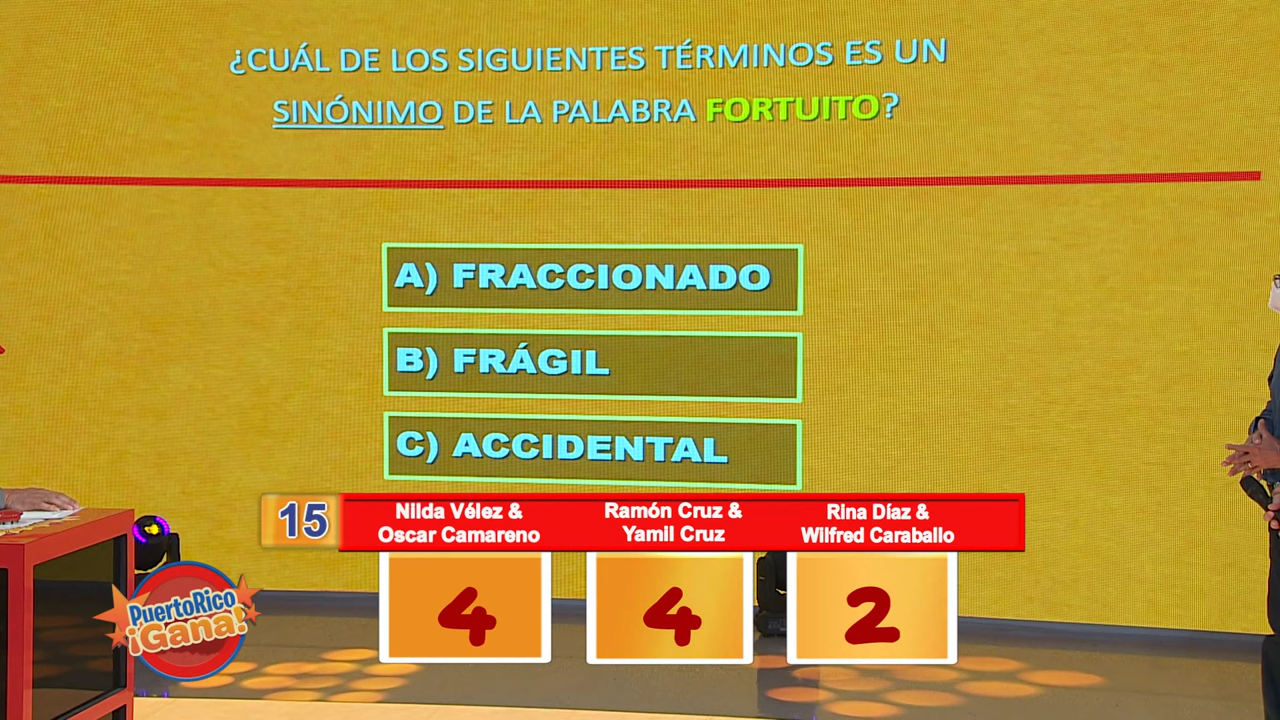 ¿CUÁL DE LOS SIGUIENTES TÉRMINOS ES UN
SINÓNIMO DE LA PALABRA FORTUITO?
A) FRACCIONADO
B) FRÁGIL
C) ACCIDENTAL
15
Nilda Vélez &
Oscar Camareno
Ramón Cruz &
Yamil Cruz
Rina Díaz &
Wilfred Caraballo
4
4
2
PuertoRico
¡Gana!